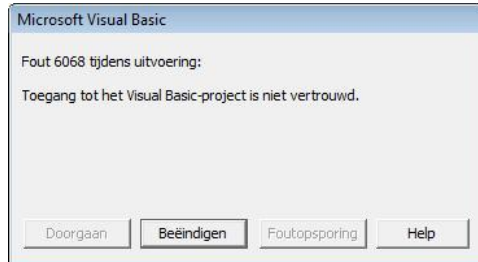 Microsoft Visual Basic
Fout 6068 tijdens uitvoering:
Toegang tot het Visual Basic-project is niet vertrouwd.
Doorgaan Beëindigen Foutopsporing Help